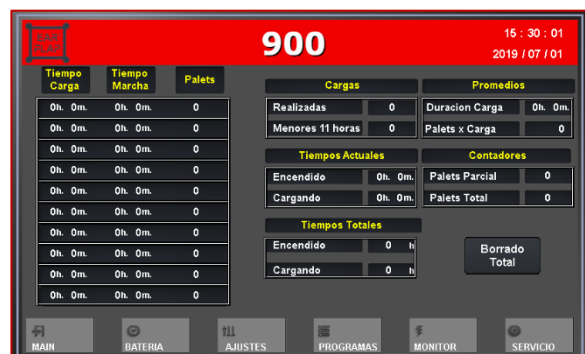 900
15 : 30 : 01
2019 / 07 / 01
Tiempo Carga
Tiempo Marcha
Palets
0h. 0m. 0h. 0m. 0
0h. 0m. 0h. 0m. 0
0h. 0m. 0h. 0m. 0
0h. 0m. 0h. 0m. 0
0h. 0m. 0h. 0m. 0
0h. 0m. 0h. 0m. 0
0h. 0m. 0h. 0m. 0
0h. 0m. 0h. 0m. 0
0h. 0m. 0h. 0m. 0
0h. 0m. 0h. 0m. 0
Cargas
Realizadas 0
Menores 11 horas 0
Promedios
Duracion Carga 0h. 0m.
Palets x Carga 0
Tiempos Actuales
Encendido 0h. 0m.
Cargando 0h. 0m.
Contadores
Palets Parcial 0
Palets Total 0
Tiempos Totales
Encendido 0 h
Cargando 0 h
Borrado
Total
MAIN
BATERIA
AJUSTES
PROGRAMAS
MONITOR
SERVICIO